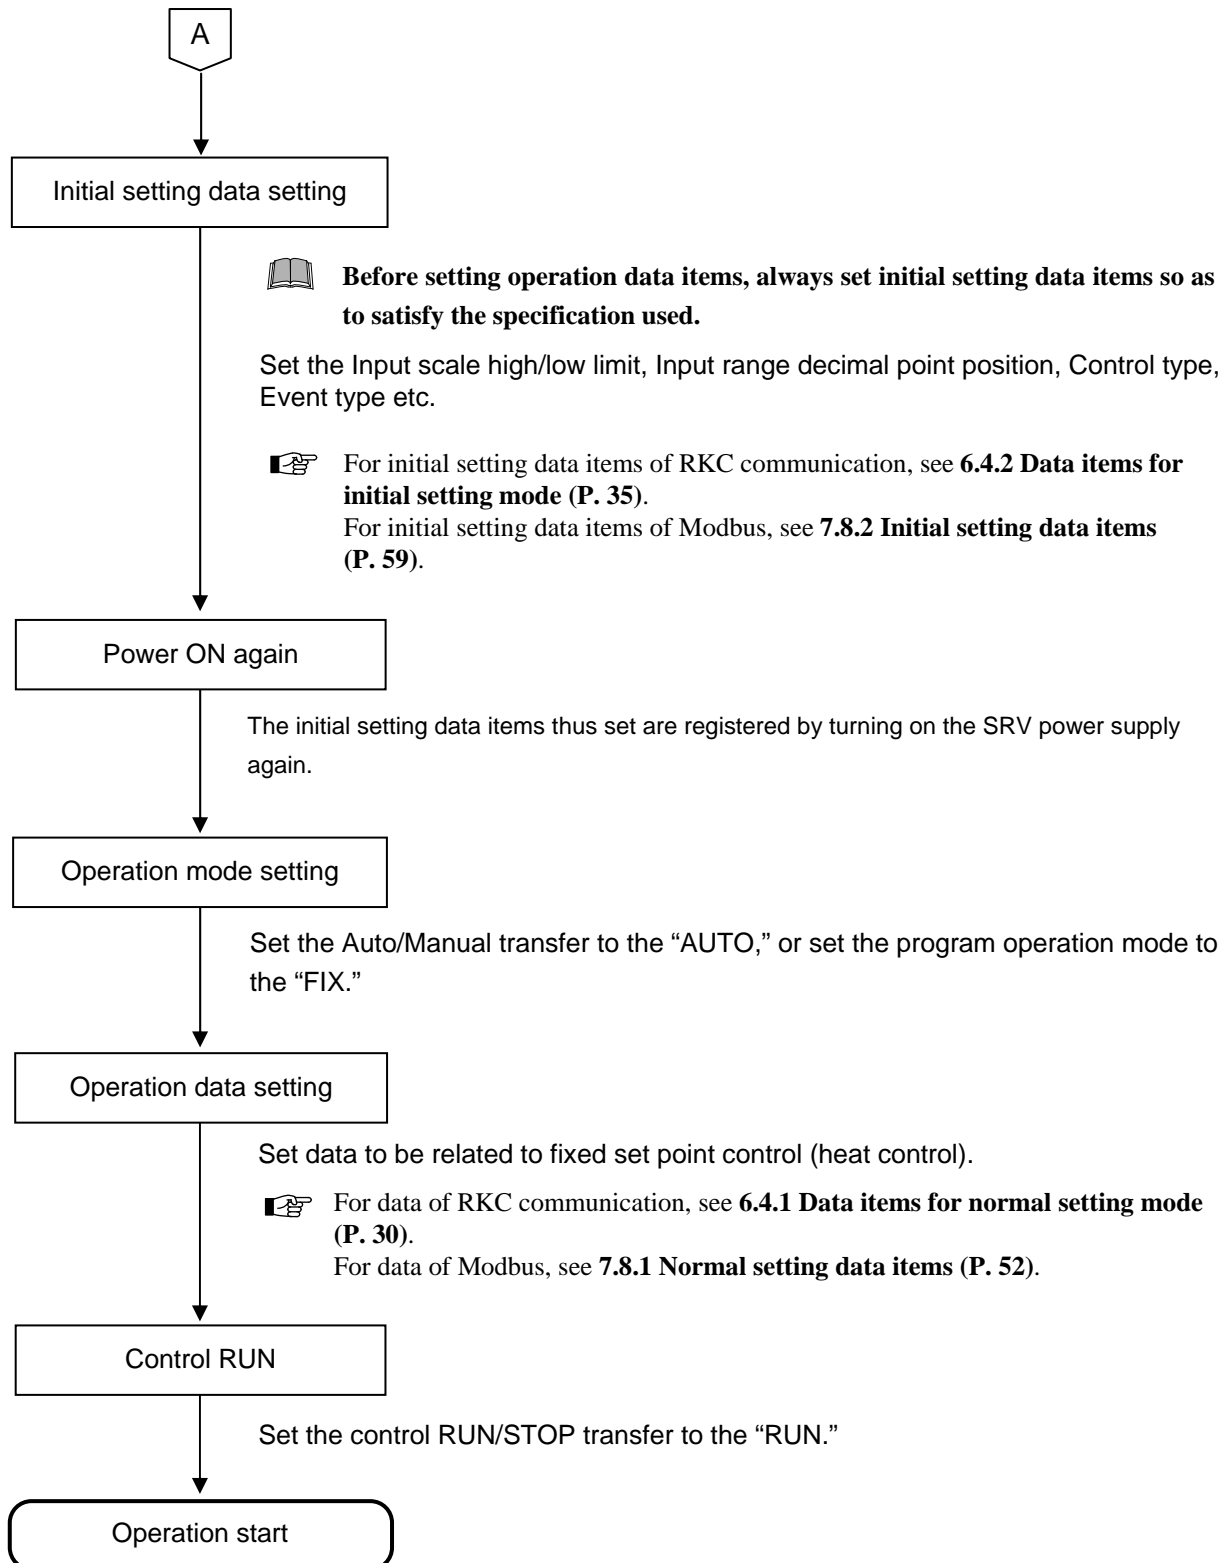 A
Initial setting data setting
Before setting operation data items, always set initial setting data items so as
to satisfy the specification used.
Set the Input scale high/low limit, Input range decimal point position, Control type,
Event type etc.
For initial setting data items of RKC communication, see 6.4.2 Data items for
initial setting mode (P. 35).
For initial setting data items of Modbus, see 7.8.2 Initial setting data items
(P. 59).
Power ON again
The initial setting data items thus set are registered by turning on the SRV power supply
again.
Operation mode setting
Set the Auto/Manual transfer to the “AUTO,” or set the program operation mode to
the “FIX.”
Operation data setting
Set data to be related to fixed set point control (heat control).
For data of RKC communication, see 6.4.1 Data items for normal setting mode
(P. 30).
For data of Modbus, see 7.8.1 Normal setting data items (P. 52).
Control RUN
Set the control RUN/STOP transfer to the “RUN.”
Operation start